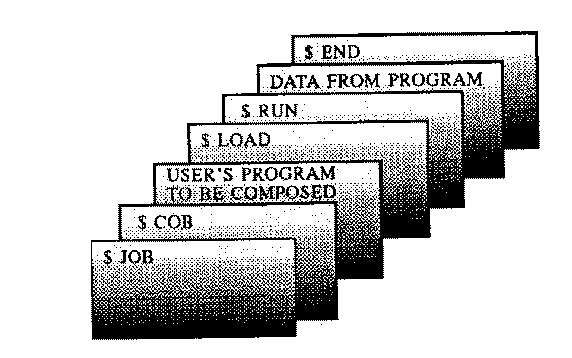 $ END
DATA FROM PROGRAM
$ RUN
$ LOAD
USER'S PROGRAM
TO BE COMPOSED
$ COB
$ JOB